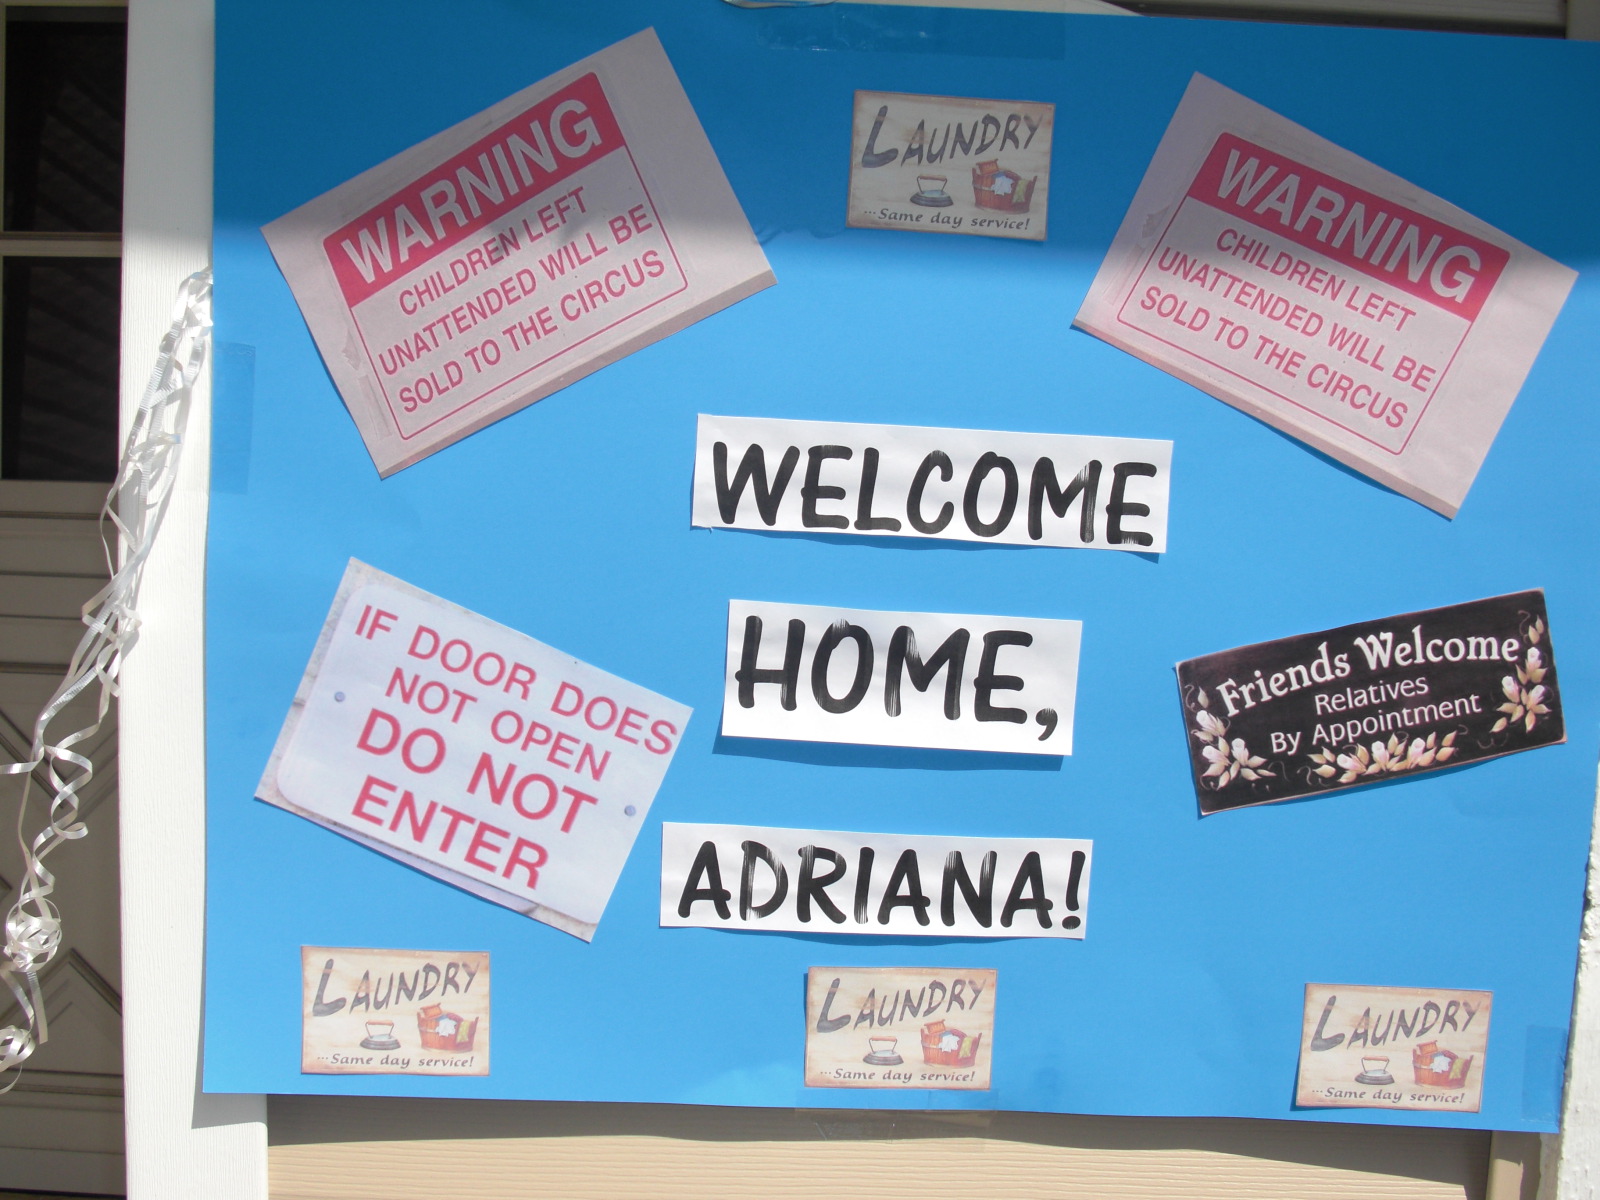 WARNING
CHILDREN LEFT
UNATTENDED WILL BE
SOLD TO THE CIRCUS
LAUNDRY
...Same day service!
WARNING
CHILDREN LEFT
UNATTENDED WILL BE
SOLD TO THE CIRCUS
WELCOME
HOME,
ADRIANA!
IF DOOR DOES
NOT OPEN
DO NOT
ENTER
Friends Welcome
Relatives
By Appointment
LAUNDRY
...Same day service!
LAUNDRY
...Same day service!
LAUNDRY
...Same day service!